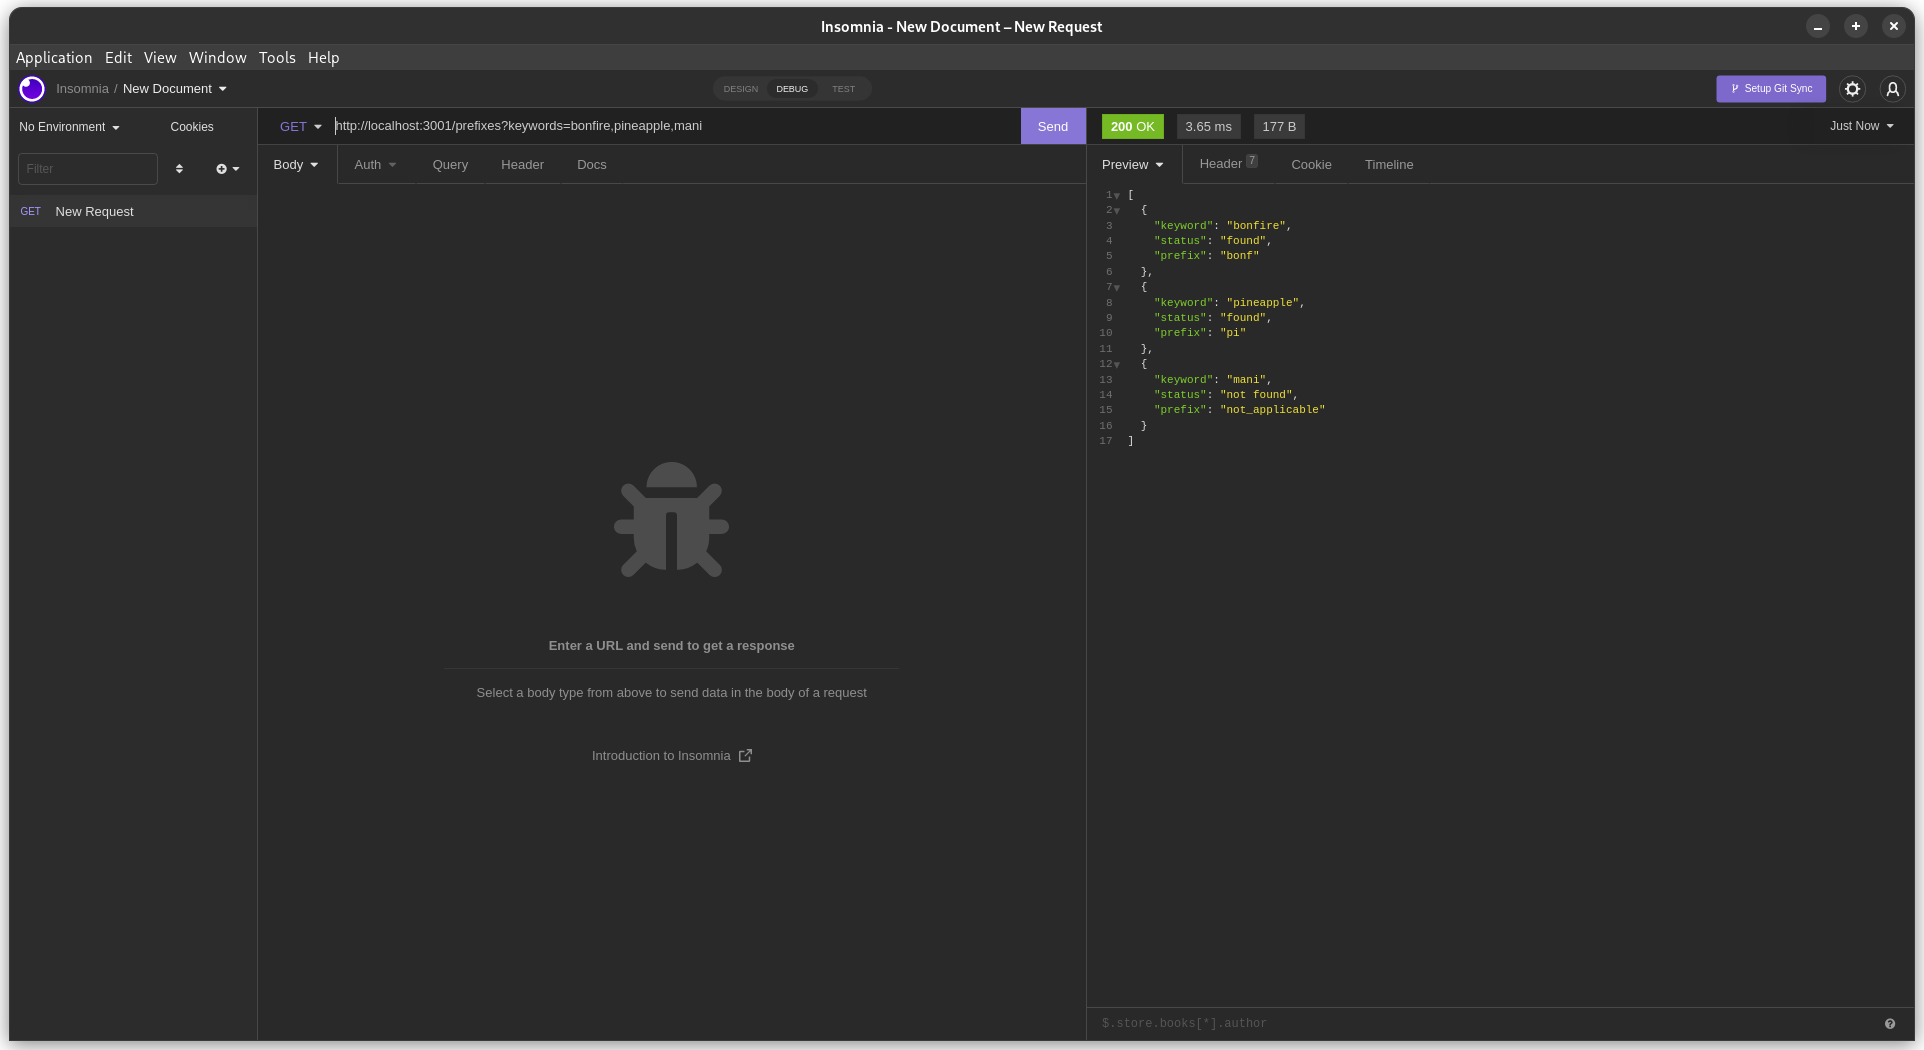 Insomnia - New Document – New Request
Application Edit View Window Tools Help
Insomnia / New Document
DESIGN DEBUG TEST
Setup Git Sync
No Environment Cookies
GET http://localhost:3001/prefixes?keywords=bonfire,pineapple,mani Send
200 OK 3.65 ms 177 B Just Now
Filter
Body Auth Query Header Docs
Preview Header 7 Cookie Timeline
GET New Request
Enter a URL and send to get a response
Select a body type from above to send data in the body of a request
Introduction to Insomnia
1 [
2 {
3 "keyword": "bonfire",
4 "status": "found",
5 "prefix": "bonf"
6 },
7 {
8 "keyword": "pineapple",
9 "status": "found",
10 "prefix": "pi"
11 },
12 {
13 "keyword": "mani",
14 "status": "not found",
15 "prefix": "not_applicable"
16 }
17 ]
$.store.books[*].author